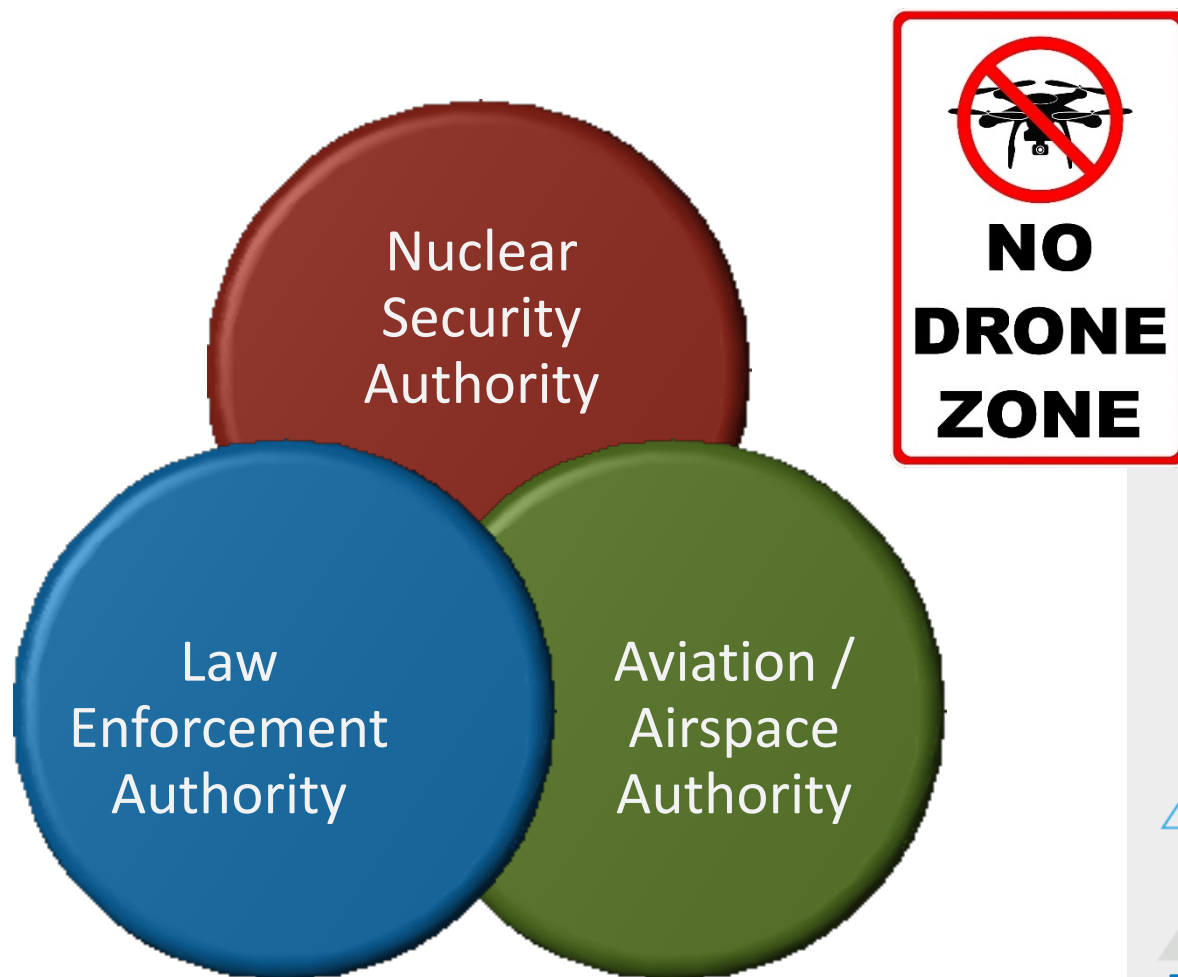 Nuclear
Security
Authority
NO
DRONE
ZONE
Law
Enforcement
Authority
Aviation /
Airspace
Authority